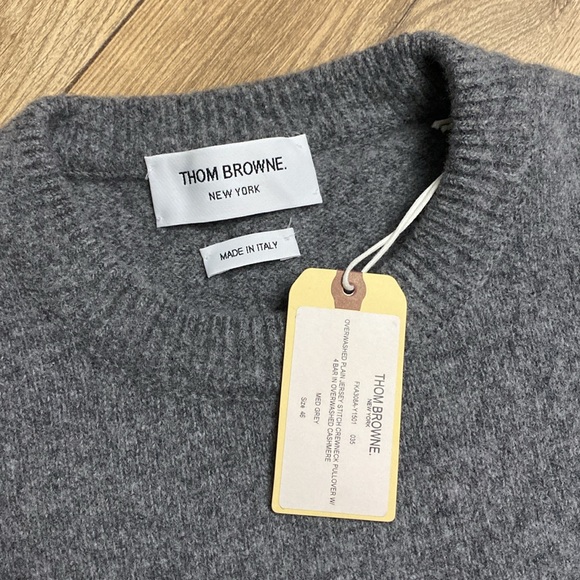 THOM BROWNE.
NEW YORK
MADE IN ITALY
THOM BROWNE.
NEW YORK
FKA308A-Y1501 035
OVERWASHED PLAIN JERSEY STITCH CREWNECK PULLOVER W/
4 BAR IN OVERWASHED CASHMERE
MED GREY
Size 46